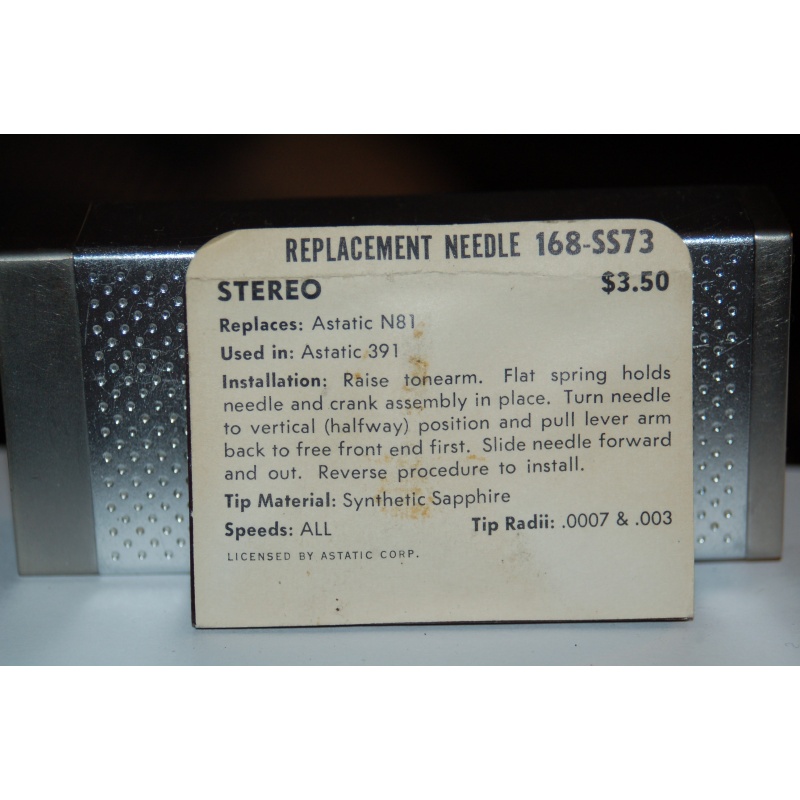 REPLACEMENT NEEDLE 168-SS73
STEREO $3.50
Replaces: Astatic N81
Used in: Astatic 391
Installation: Raise tonearm. Flat spring holds
needle and crank assembly in place. Turn needle
to vertical (halfway) position and pull lever arm
back to free front end first. Slide needle forward
and out. Reverse procedure to install.
Tip Material: Synthetic Sapphire
Speeds: ALL Tip Radii: .0007 & .003
LICENSED BY ASTATIC CORP.